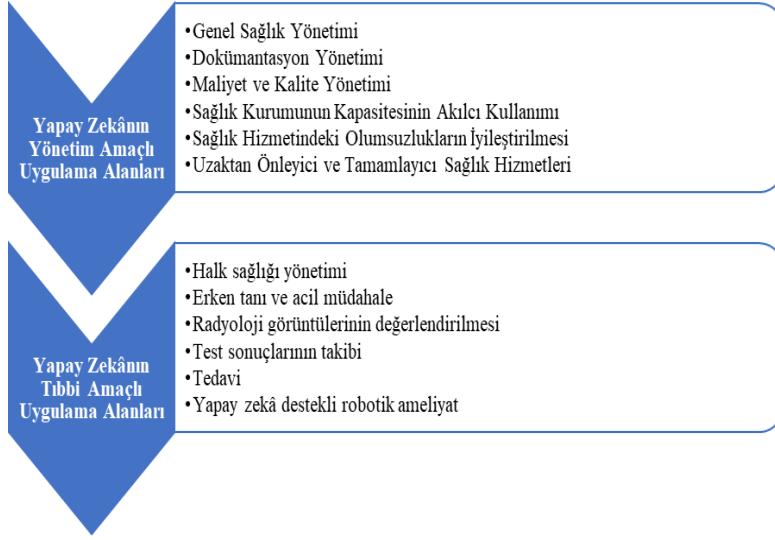 Yapay Zekânın
Yönetim Amaçlı
Uygulama Alanları
•Genel Sağlık Yönetimi
•Dokümantasyon Yönetimi
•Maliyet ve Kalite Yönetimi
•Sağlık Kurumunun Kapasitesinin Akılcı Kullanımı
•Sağlık Hizmetindeki Olumsuzlukların İyileştirilmesi
•Uzaktan Önleyici ve Tamamlayıcı Sağlık Hizmetleri
Yapay Zekânın
Tıbbi Amaçlı
Uygulama Alanları
•Halk sağlığı yönetimi
•Erken tanı ve acil müdahale
•Radyoloji görüntülerinin değerlendirilmesi
•Test sonuçlarının takibi
•Tedavi
•Yapay zekâ destekli robotik ameliyat